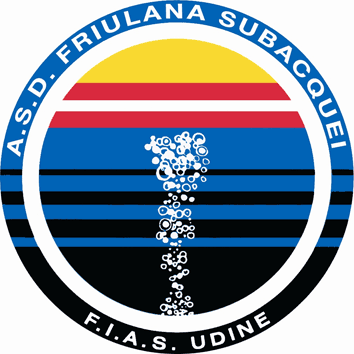 A.S.D. FRIULANA SUBACQUEI
F.I.A.S. UDINE